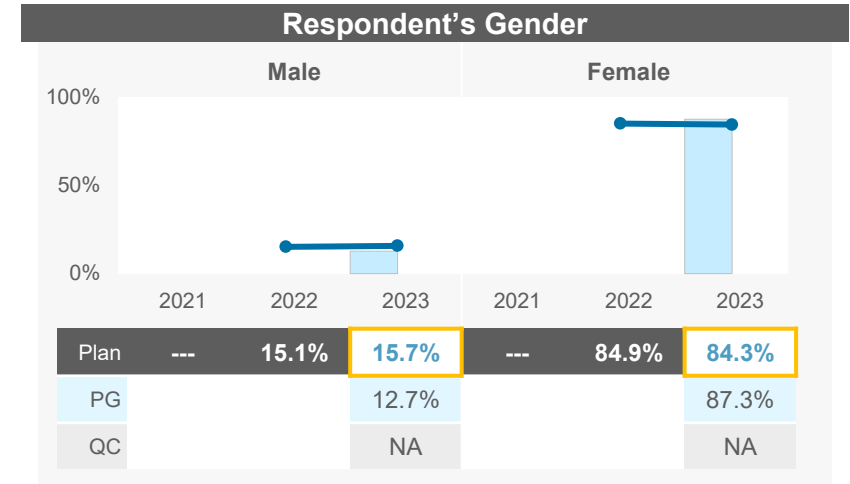 Respondent's Gender
Male Female
100%
50%
0%
2021 2022 2023 2021 2022 2023
Plan --- 15.1% 15.7% --- 84.9% 84.3%
PG 12.7% 87.3%
QC NA NA